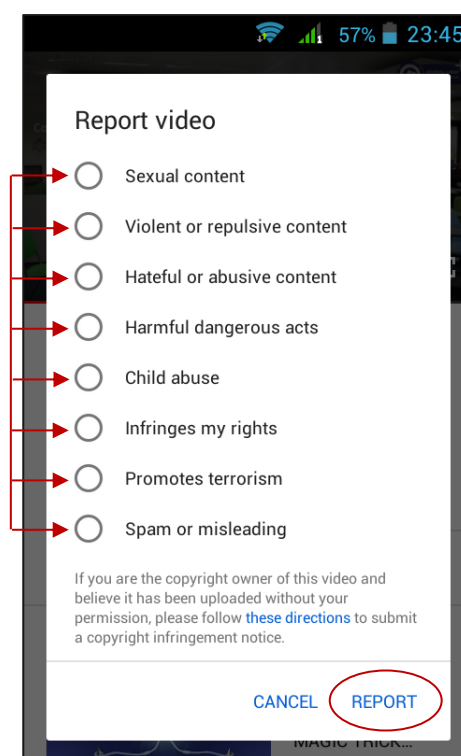 57% 23:45
Report video
Sexual content
Violent or repulsive content
Hateful or abusive content
Harmful dangerous acts
Child abuse
Infringes my rights
Promotes terrorism
Spam or misleading
If you are the copyright owner of this video and
believe it has been uploaded without your
permission, please follow these directions to submit
a copyright infringement notice.
CANCEL REPORT
MAGIC TRICK...